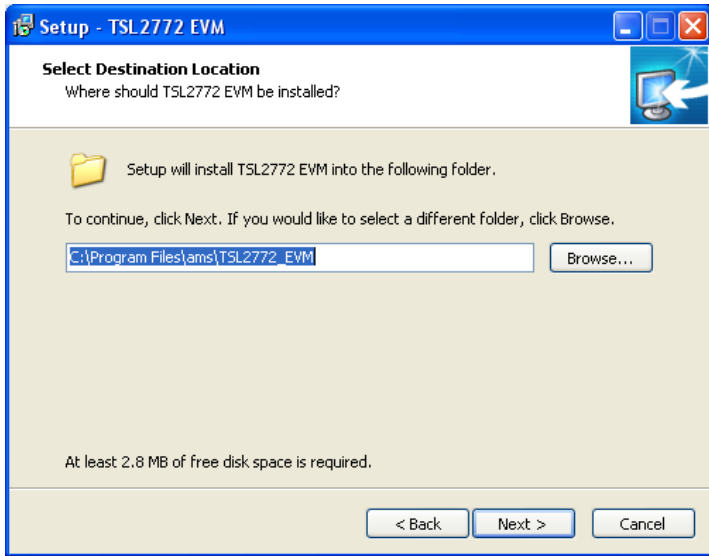 Setup - TSL2772 EVM
Select Destination Location
Where should TSL2772 EVM be installed?
Setup will install TSL2772 EVM into the following folder.
To continue, click Next. If you would like to select a different folder, click Browse.
C:\Program Files\ams\TSL2772_EVM
Browse...
At least 2.8 MB of free disk space is required.
< Back
Next >
Cancel